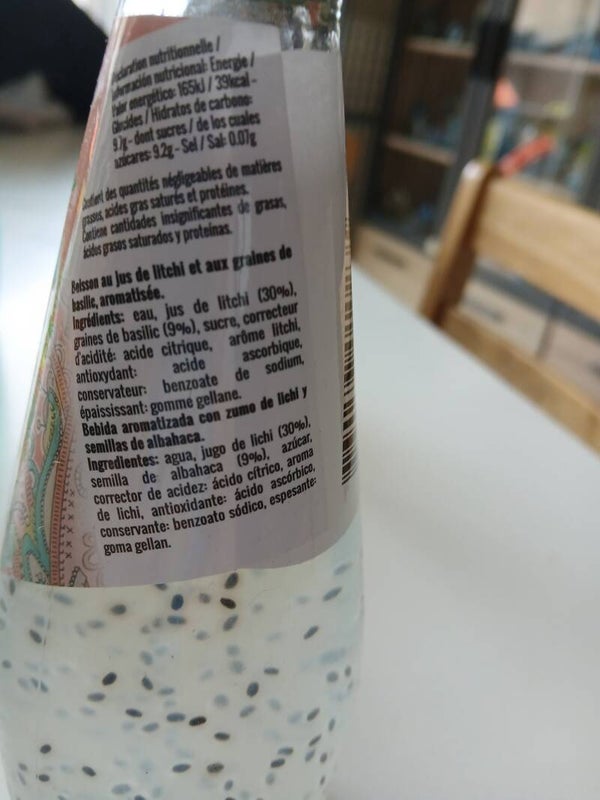 nutritionnelle /
nutricional: Energie /
energético: 165kJ / 39kcal -
Glucides / Hidratos de carbono:
9.7g - dont sucres / de los cuales
azúcares: 9.2g - Sel / Sal: 0.07g
Contient des quantités négligeables de matières
grasses, acides gras saturés et protéines.
Contiene cantidades insignificantes de grasas,
ácidos grasos saturados y proteinas.
Boisson au jus de litchi et aux graines de
basilic, aromatisée.
Ingrédients: eau, jus de litchi (30%),
graines de basilic (9%), sucre, correcteur
d'acidité: acide citrique, arôme litchi,
antioxydant: acide ascorbique,
conservateur: benzoate de sodium,
épaississant: gomme gellane.
Bebida aromatizada con zumo de lichi y
semillas de albahaca.
Ingredientes: agua, jugo de lichi (30%),
semilla de albahaca (9%), azúcar,
corrector de acidez: ácido cítrico, aroma
de lichi, antioxidante: ácido ascórbico,
conservante: benzoato sódico, espesante:
goma gellan.